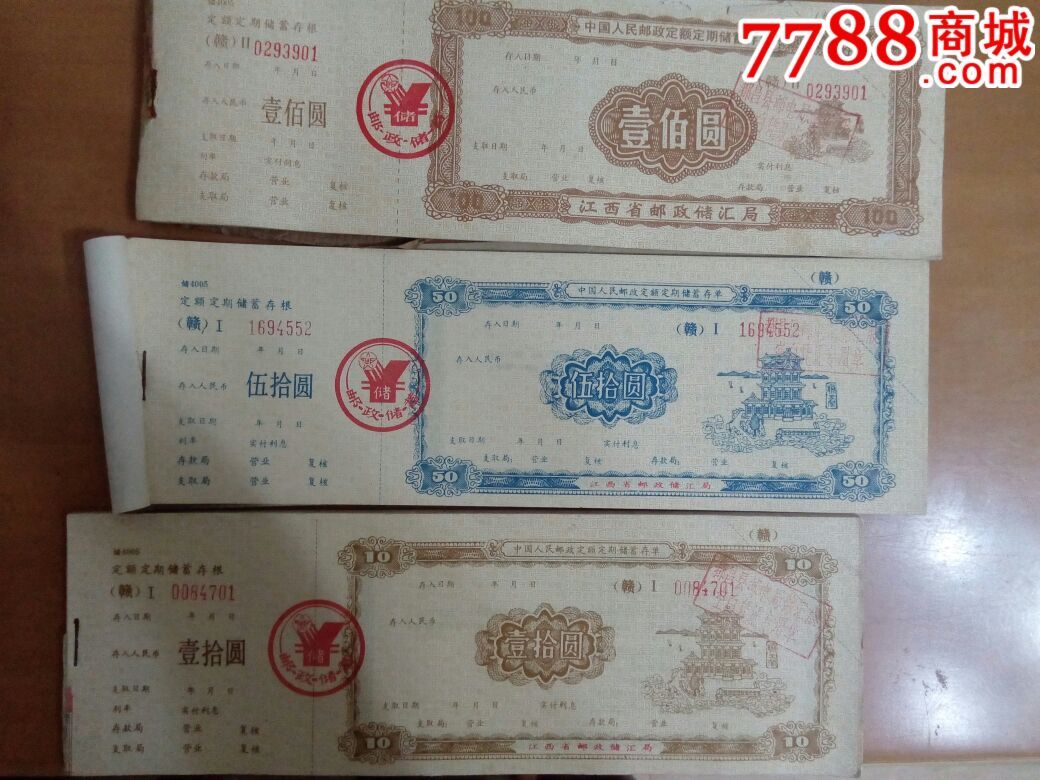 7788商城
.com
储4005
定额定期储蓄存根
(赣) II 0293901
存入日期 年 月 日
存入人民币
壹佰圆
支取日期 年 月 日
利率 实付利息
存款局 营业 复核
支取局 营业 复核
邮-政-储-蓄
储
100
中国人民邮政定额定期储
存入日期 年 月 日
0293901
存入人民币
壹佰圆
支取日期 年 月 日 实付利息
支取局 营业 复核 存款局 营业 复核
100
江西省邮政储汇局
100
储4005
定额定期储蓄存根
(赣) I 1694552
存入日期 年 月 日
存入人民币
伍拾圆
支取日期 年 月 日
利率 实付利息
存款局 营业 复核
支取局 营业 复核
邮-政-储-蓄
储
(赣)
50
中国人民邮政定额定期储蓄存单
50
存入日期 年 月 日
(赣) I 1694552
存入人民币
伍拾圆
支取日期 年 月 日 实付利息
支取局: 营业 复核 存款局: 营业 复核
50
江西省邮政储汇局
50
储4005
定额定期储蓄存根
(赣) I 0084701
存入日期 年 月 日
存入人民币
壹拾圆
支取日期 年 月 日
利率 实付利息
存款局 营业 复核
支取局 营业 复核
邮-政-储-蓄
储
(赣)
10
中国人民邮政定额定期储蓄存单
10
存入日期 年 月 日
(赣) I 0084701
存入人民币
壹拾圆
支取日期 年 月 日 实付利息
支取局: 营业 复核 存款局: 营业 复核
10
江西省邮政储汇局
10